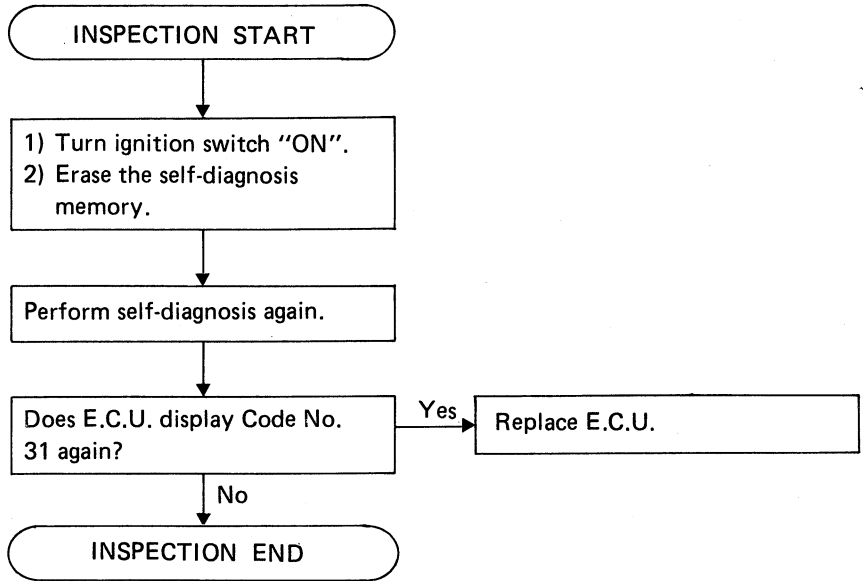 INSPECTION START
1) Turn ignition switch “ON”.
2) Erase the self-diagnosis
memory.
Perform self-diagnosis again.
Does E.C.U. display Code No.
31 again?
Yes
Replace E.C.U.
No
INSPECTION END